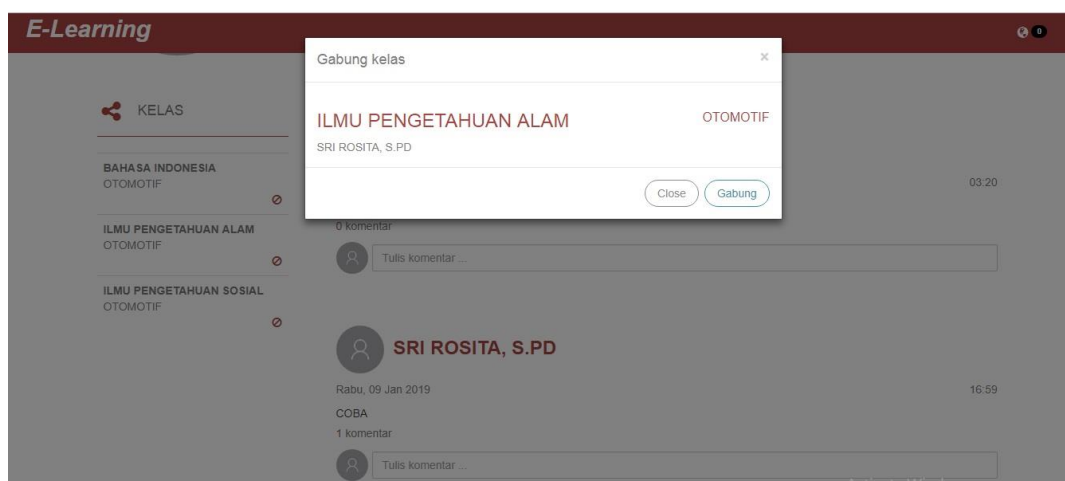 E-Learning
0
Gabung kelas
×
ILMU PENGETAHUAN ALAM
OTOMOTIF
SRI ROSITA, S.PD
Close
Gabung
KELAS
BAHASA INDONESIA
OTOMOTIF
ILMU PENGETAHUAN ALAM
OTOMOTIF
ILMU PENGETAHUAN SOSIAL
OTOMOTIF
03:20
0 komentar
Tulis komentar ...
SRI ROSITA, S.PD
Rabu, 09 Jan 2019
16:59
COBA
1 komentar
Tulis komentar ...